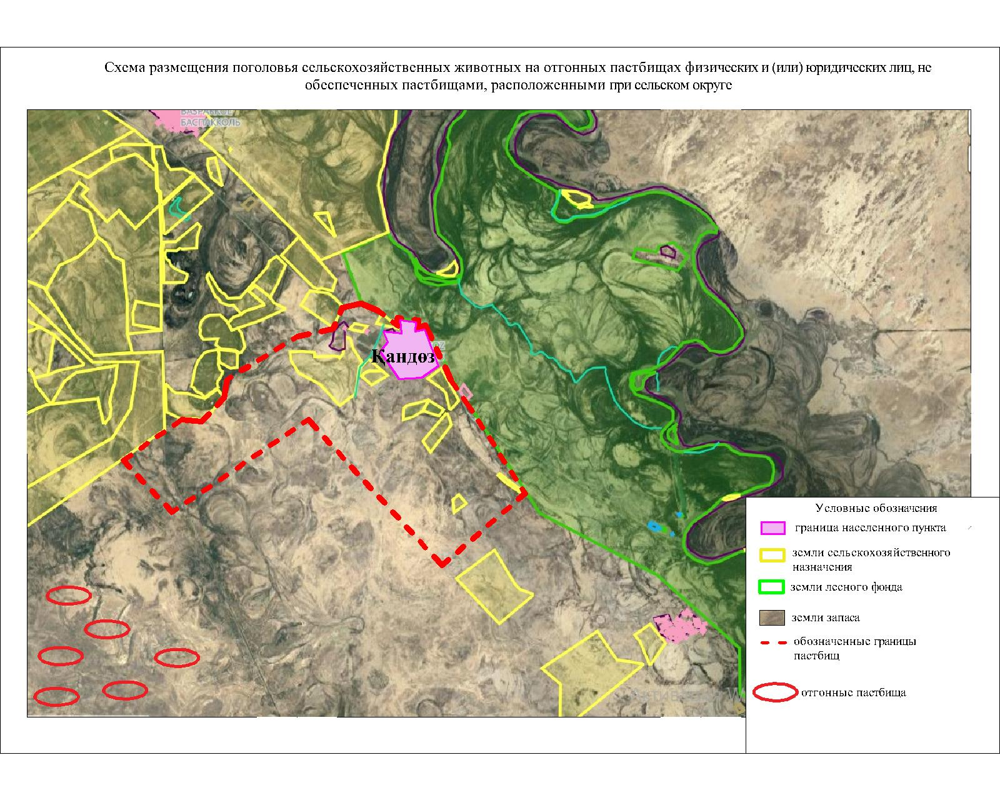 Схема размещения поголовья сельскохозяйственных животных на отгонных пастбищах физических и (или) юридических лиц, не
обеспеченных пастбищами, расположенными при сельском округе
BASPAKKOL
БАСПАККОЛЬ
Қандөз
Условные обозначения
граница населенного пункта
земли сельскохозяйственного
назначения
земли лесного фонда
земли запаса
обозначенные границы
пастбищ
отгонные пастбища